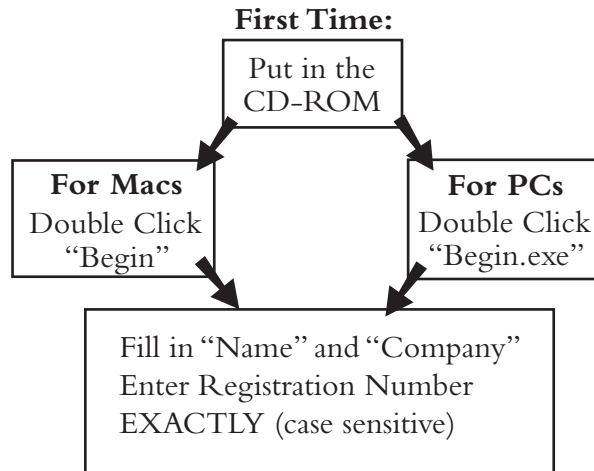 First Time:
Put in the
CD-ROM
For Macs
Double Click
“Begin”
For PCs
Double Click
“Begin.exe”
Fill in “Name” and “Company”
Enter Registration Number
EXACTLY (case sensitive)